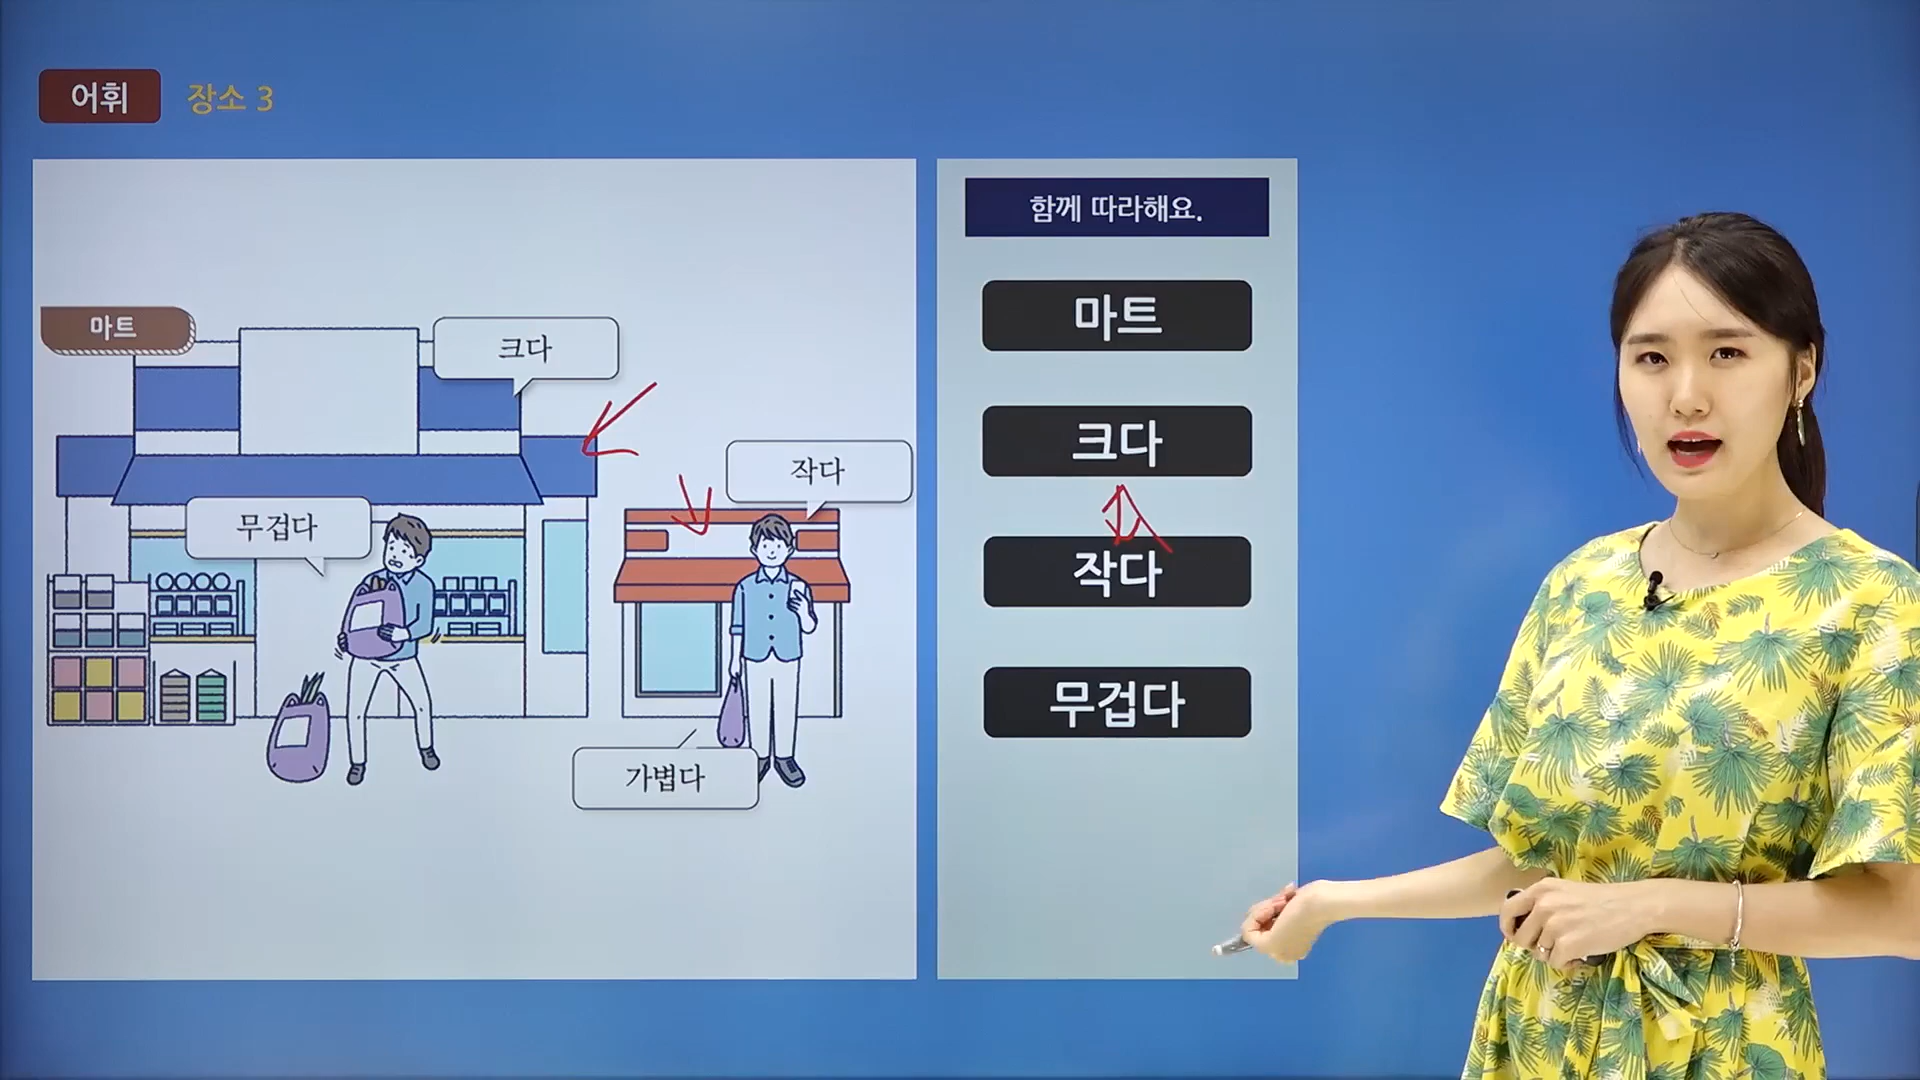 어휘
장소 3
마트
크다
작다
무겁다
가볍다
함께 따라해요.
마트
크다
작다
무겁다